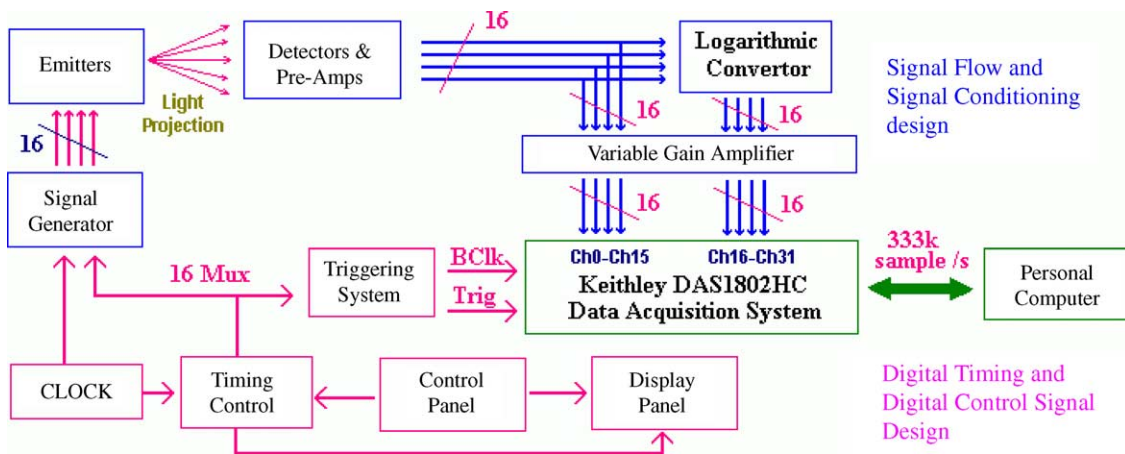 16
Emitters
Detectors &
Pre-Amps
Logarithmic
Convertor
Signal Flow and
Signal Conditioning
design
Light
Projection
16
16
16
Variable Gain Amplifier
Signal
Generator
16
16
16 Mux
Triggering
System
BClk
Trig
Ch0-Ch15
Ch16-Ch31
Keithley DAS1802HC
Data Acquisition System
333k
sample /s
Personal
Computer
CLOCK
Timing
Control
Control
Panel
Display
Panel
Digital Timing and
Digital Control Signal
Design